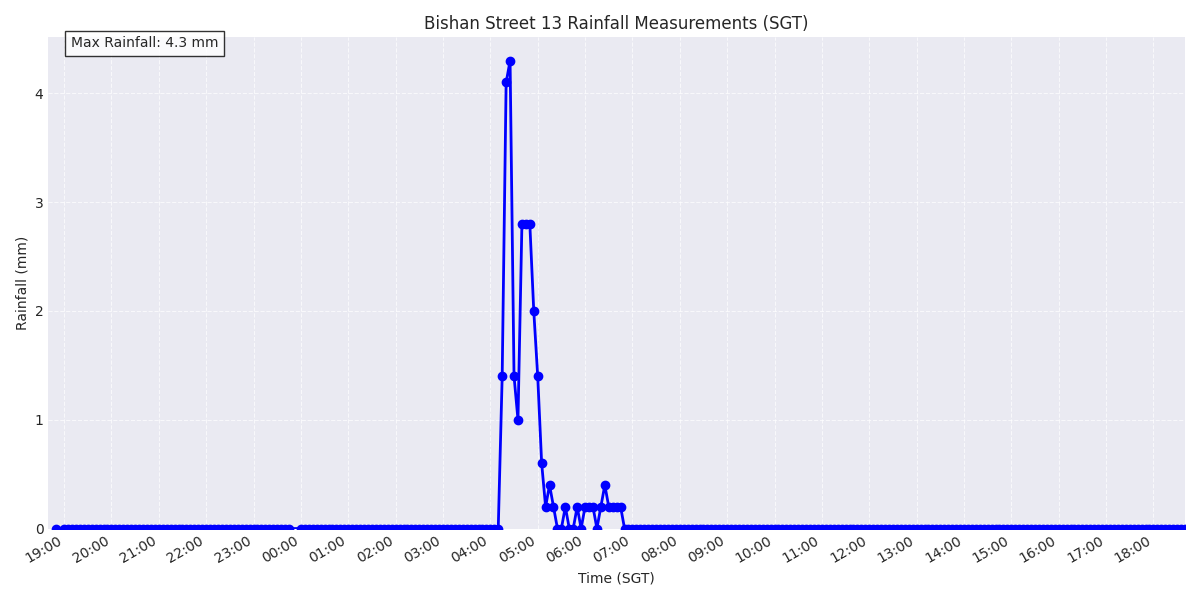 Bishan Street 13 Rainfall Measurements (SGT)
Max Rainfall: 4.3 mm
Rainfall (mm)
4
3
2
1
0
19:00 20:00 21:00 22:00 23:00 00:00 01:00 02:00 03:00 04:00 05:00 06:00 07:00 08:00 09:00 10:00 11:00 12:00 13:00 14:00 15:00 16:00 17:00 18:00
Time (SGT)